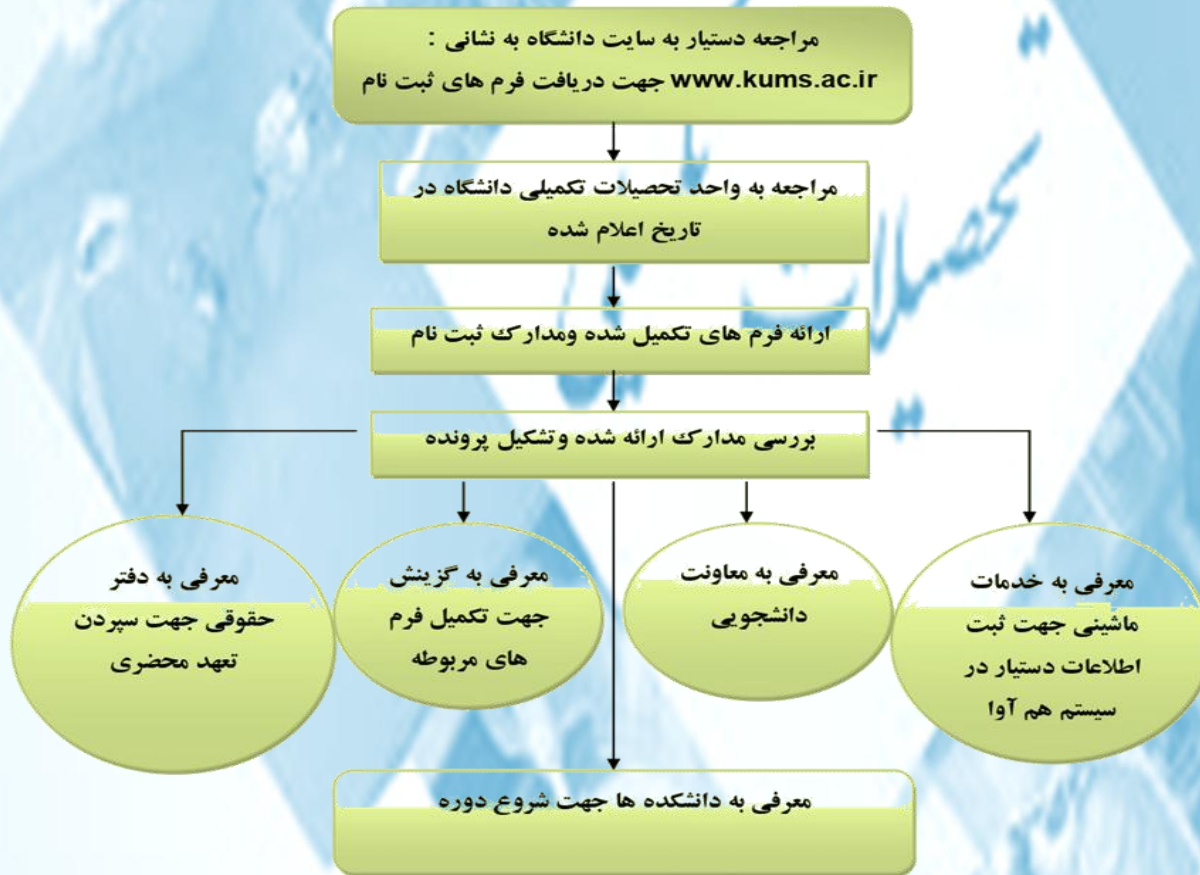 مراجعه دستیار به سایت دانشگاه به نشانی :
www.kums.ac.ir جهت دریافت فرم های ثبت نام
مراجعه به واحد تحصیلات تکمیلی دانشگاه در
تاریخ اعلام شده
ارائه فرم های تکمیل شده ومدارک ثبت نام
بررسی مدارک ارائه شده وتشکیل پرونده
معرفی به خدمات
ماشینی جهت ثبت
اطلاعات دستیار در
سیستم هم آوا
معرفی به معاونت
دانشجویی
معرفی به گزینش
جهت تکمیل فرم
های مربوطه
معرفی به دفتر
حقوقی جهت سپردن
تعهد محضری
معرفی به دانشکده ها جهت شروع دوره
تحصیلات